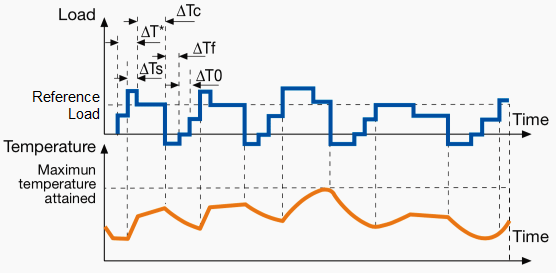 Load
ΔTc
ΔT*
ΔTf
ΔTs
ΔT0
Reference
Load
Time
Temperature
Maximun
temperature
attained
Time